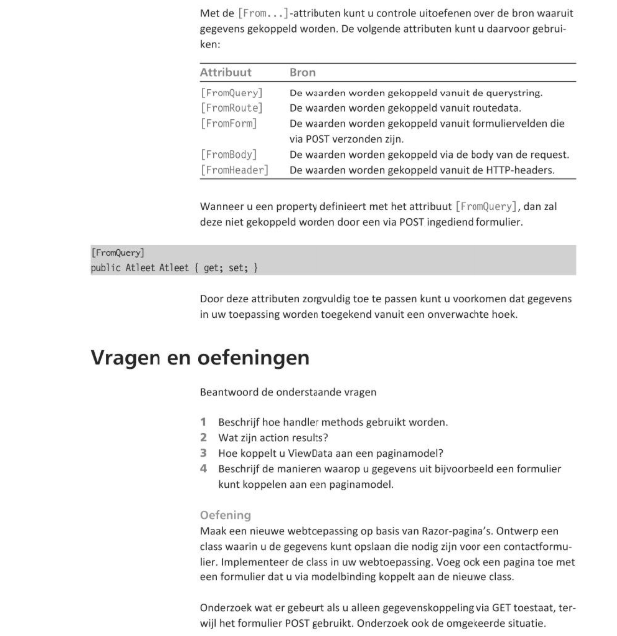 Met de [From...]-attributen kunt u controle uitoefenen over de bron waaruit
gegevens gekoppeld worden. De volgende attributen kunt u daarvoor gebrui-
ken:
Attribuut Bron
[FromQuery] De waarden worden gekoppeld vanuit de querystring.
[FromRoute] De waarden worden gekoppeld vanuit routedata.
[FromForm] De waarden worden gekoppeld vanuit formuliervelden die
via POST verzonden zijn.
[FromBody] De waarden worden gekoppeld via de body van de request.
[FromHeader] De waarden worden gekoppeld vanuit de HTTP-headers.
Wanneer u een property definieert met het attribuut [FromQuery], dan zal
deze niet gekoppeld worden door een via POST ingediend formulier.
[FromQuery]
public Atleet Atleet { get; set; }
Door deze attributen zorgvuldig toe te passen kunt u voorkomen dat gegevens
in uw toepassing worden toegekend vanuit een onverwachte hoek.
Vragen en oefeningen
Beantwoord de onderstaande vragen
1 Beschrijf hoe handler methods gebruikt worden.
2 Wat zijn action results?
3 Hoe koppelt u ViewData aan een paginamodel?
4 Beschrijf de manieren waarop u gegevens uit bijvoorbeeld een formulier
kunt koppelen aan een paginamodel.
Oefening
Maak een nieuwe webtoepassing op basis van Razor-pagina's. Ontwerp een
class waarin u de gegevens kunt opslaan die nodig zijn voor een contactformu-
lier. Implementeer de class in uw webtoepassing. Voeg ook een pagina toe met
een formulier dat u via modelbinding koppelt aan de nieuwe class.
Onderzoek wat er gebeurt als u alleen gegevenskoppeling via GET toestaat, ter-
wijl het formulier POST gebruikt. Onderzoek ook de omgekeerde situatie.